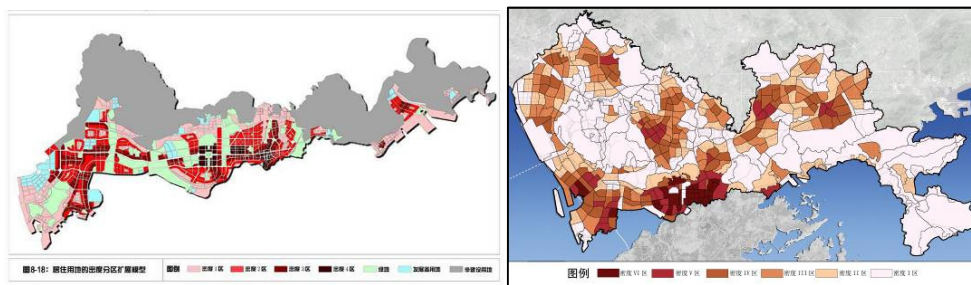 图8-18：居住用地的密度分区扩展模型
图例
密度1区
密度2区
密度3区
密度4区
绿地
发展备用地
非建设用地
图例
密度VI区
密度V区
密度IV区
密度III区
密度II区
密度I区